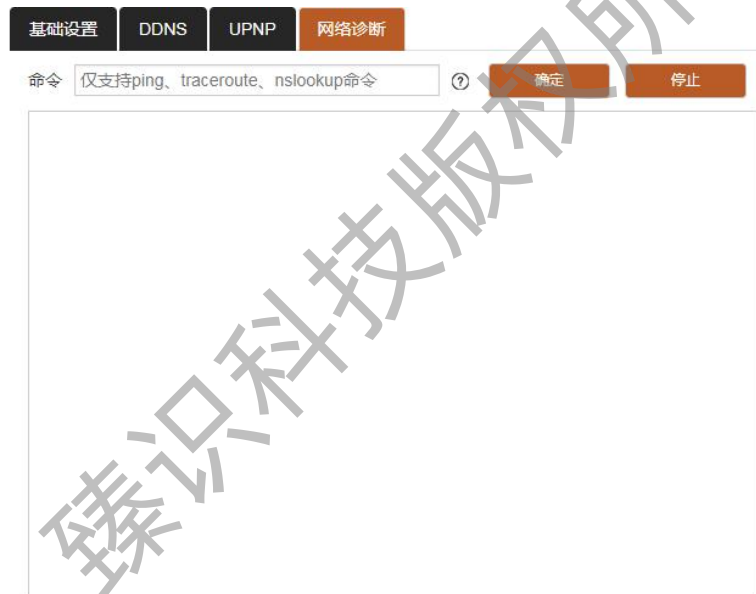 基础设置 DDNS UPNP 网络诊断
命令 仅支持ping、traceroute、nslookup命令 ? 确定 停止
臻识科技版权所